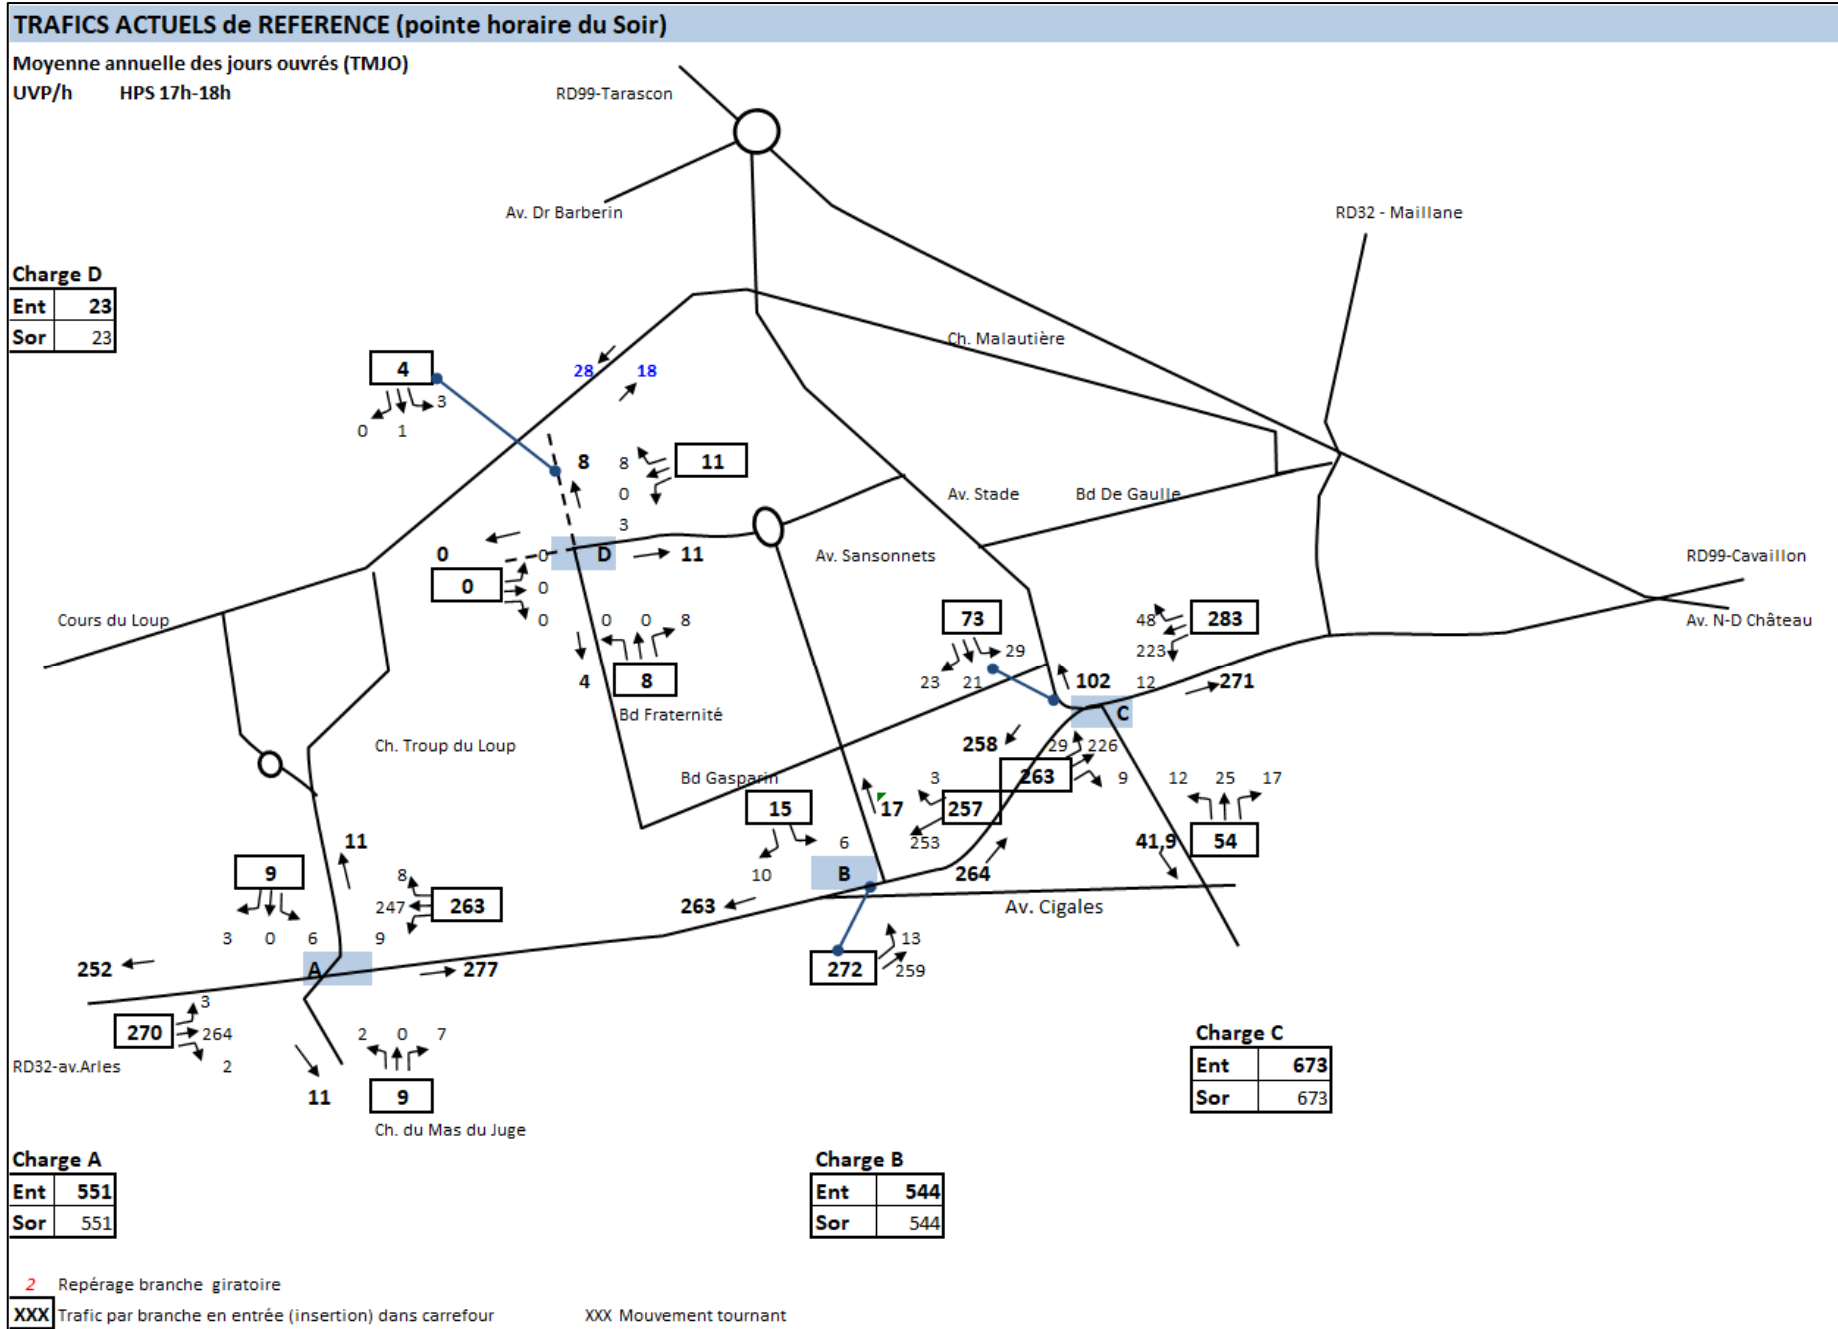 TRAFICS ACTUELS de REFERENCE (pointe horaire du Soir)
Moyenne annuelle des jours ouvrés (TMJO)
UVP/h HPS 17h-18h
RD99-Tarascon
Av. Dr Barberin
RD32 - Maillane
Charge D
Ent 23
Sor 23
Ch. Malautière
4
28 18
3
0 1
8 8 11
0
Av. Stade Bd De Gaulle
3
0 0 D 11
Av. Sansonnets
RD99-Cavaillon
0 0
Cours du Loup
0 0 0 8
73
48 283
Av. N-D Château
29
223
4 8
23 21
102 12 271
Bd Fraternité
C
Ch. Troup du Loup
258 29 226
Bd Gasparin
3 263 9 12 25 17
15 17 257
11
6 253 41,9 54
9 8
10 B 264
247 263
263
Av. Cigales
3 0 6 9
13
252 A 277
272 259
3
270 264
2 0 7
Charge C
RD32-av.Arles 2
Ent 673
11 9
Sor 673
Ch. du Mas du Juge
Charge A
Charge B
Ent 551
Ent 544
Sor 551
Sor 544
2 Repérage branche giratoire
XXX Trafic par branche en entrée (insertion) dans carrefour XXX Mouvement tournant